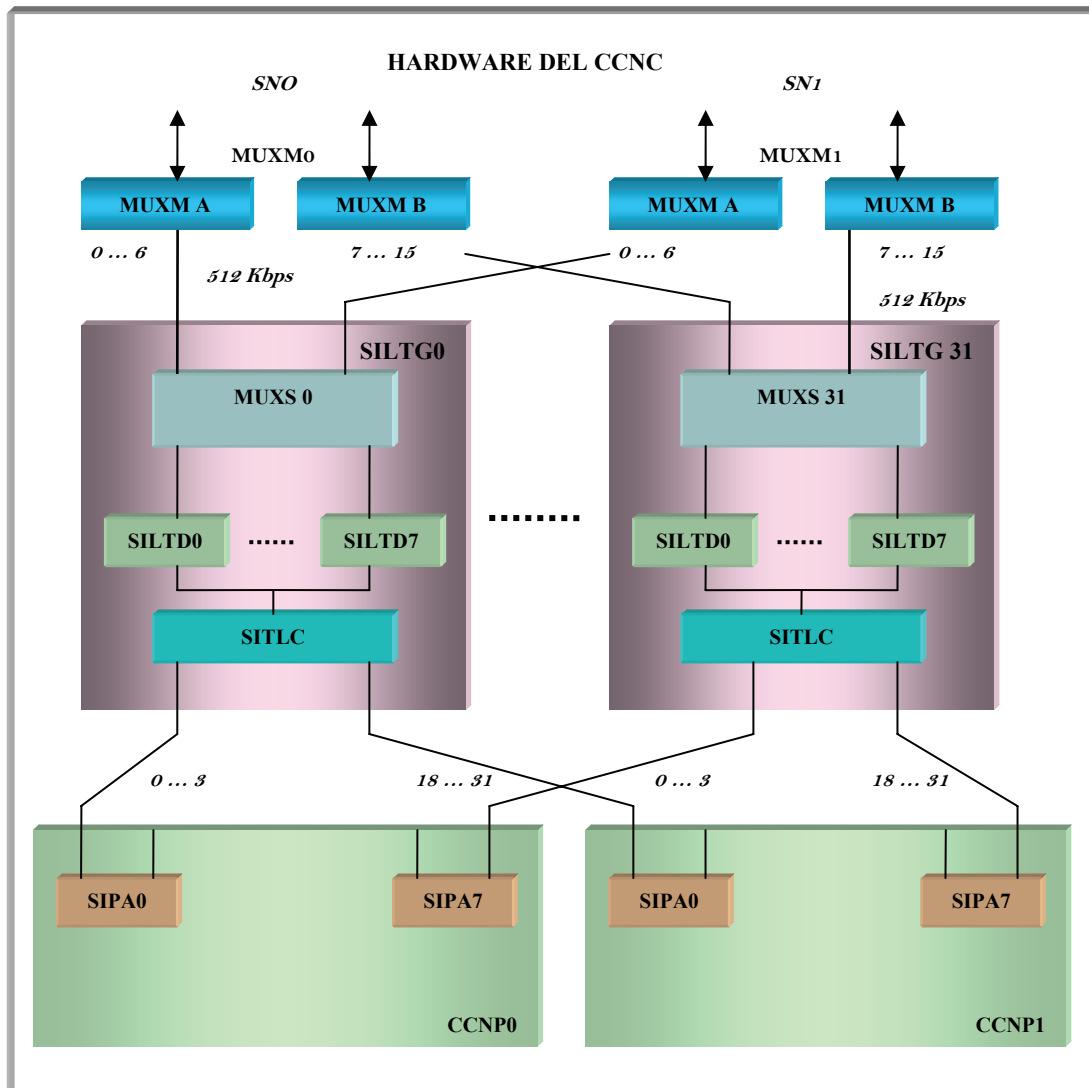 HARDWARE DEL CCNC
SNO
SN1
MUXM0
MUXM1
MUXM A
MUXM B
MUXM A
MUXM B
0 ... 6
7 ... 15
0 ... 6
7 ... 15
512 Kbps
512 Kbps
SILTG0
SILTG 31
MUXS 0
MUXS 31
........
SILTD0
......
SILTD7
SILTD0
......
SILTD7
SITLC
SITLC
0 ... 3
18 ... 31
0 ... 3
18 ... 31
SIPA0
SIPA7
SIPA0
SIPA7
CCNP0
CCNP1